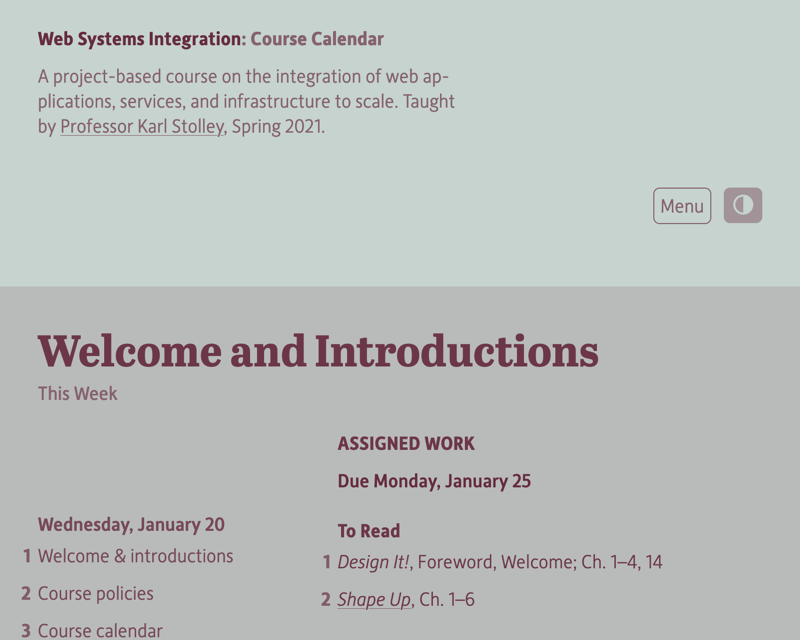 Web Systems Integration: Course Calendar
A project-based course on the integration of web ap-
plications, services, and infrastructure to scale. Taught
by Professor Karl Stolley, Spring 2021.
Menu
Welcome and Introductions
This Week
Wednesday, January 20
1 Welcome & introductions
2 Course policies
3 Course calendar
ASSIGNED WORK
Due Monday, January 25
To Read
1 Design It!, Foreword, Welcome; Ch. 1–4, 14
2 Shape Up, Ch. 1–6